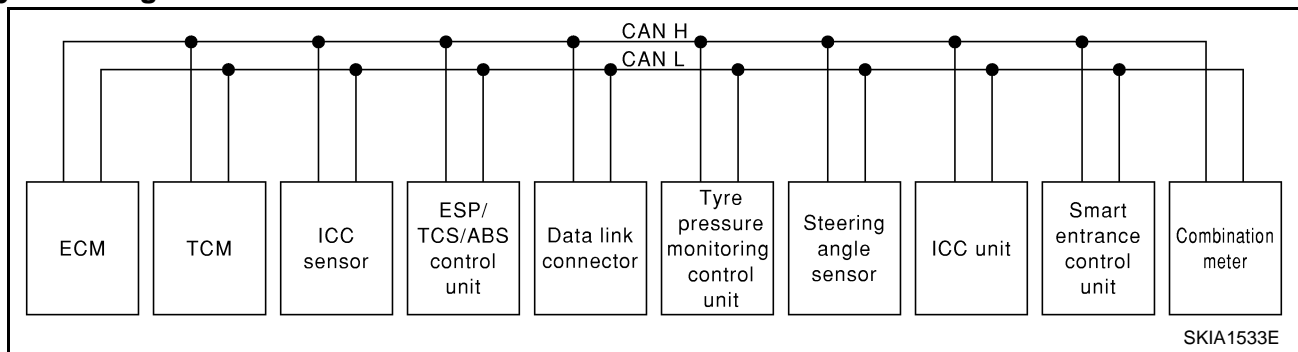 CAN H
CAN L
ECM
TCM
ICC
sensor
ESP/
TCS/ABS
control
unit
Data link
connector
Tyre
pressure
monitoring
control
unit
Steering
angle
sensor
ICC unit
Smart
entrance
control
unit
Combination
meter
SKIA1533E